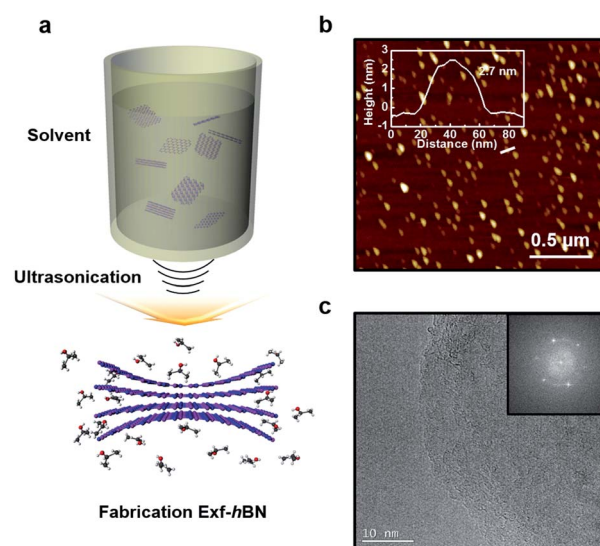 a
Solvent
Ultrasonication
Fabrication Exf-hBN
b
Height (nm)
3
2
1
0
-1
2.7 nm
0 20 40 60 80
Distance (nm)
0.5 µm
c
10 nm